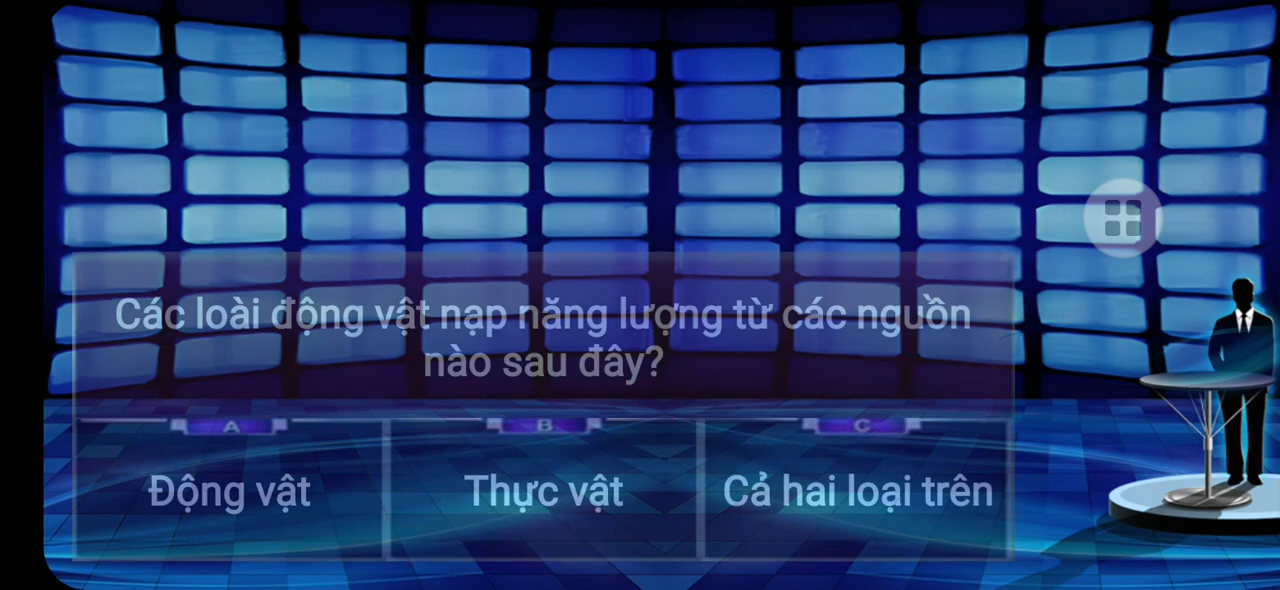 Các loài động vật nạp năng lượng từ các nguồn
nào sau đây?
A
B
C
Động vật
Thực vật
Cả hai loại trên